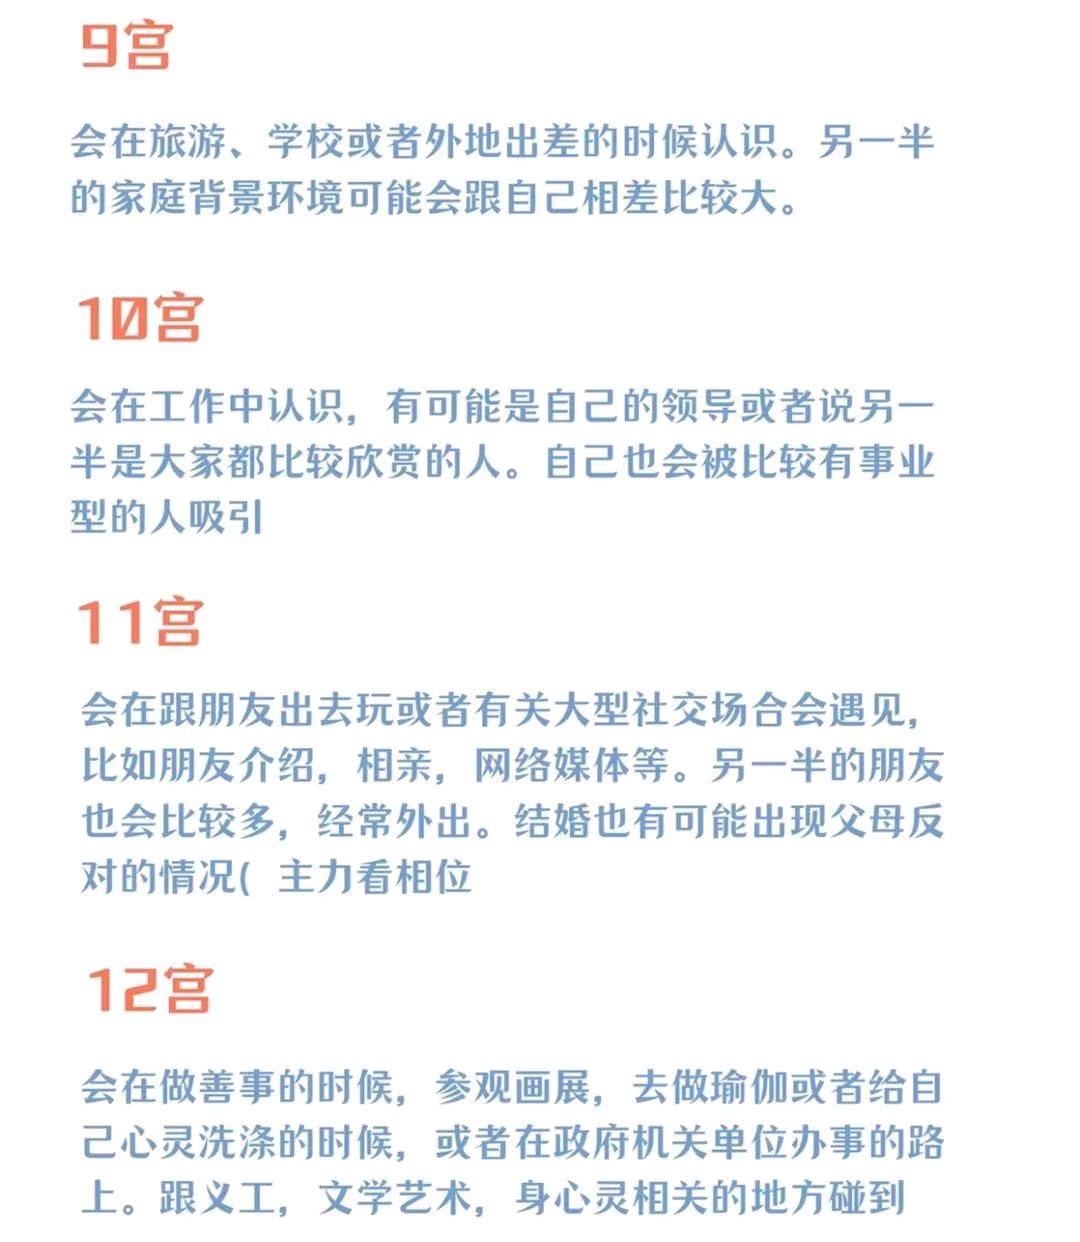 9宫
会在旅游、学校或者外地出差的时候认识。另一半
的家庭背景环境可能会跟自己相差比较大。
10宫
会在工作中认识，有可能是自己的领导或者说另一
半是大家都比较欣赏的人。自己也会被比较有事业
型的人吸引
11宫
会在跟朋友出去玩或者有关大型社交场合会遇见，
比如朋友介绍，相亲，网络媒体等。另一半的朋友
也会比较多，经常外出。结婚也有可能出现父母反
对的情况( 主力看相位
12宫
会在做善事的时候，参观画展，去做瑜伽或者给自
己心灵洗涤的时候，或者在政府机关单位办事的路
上。跟义工，文学艺术，身心灵相关的地方碰到